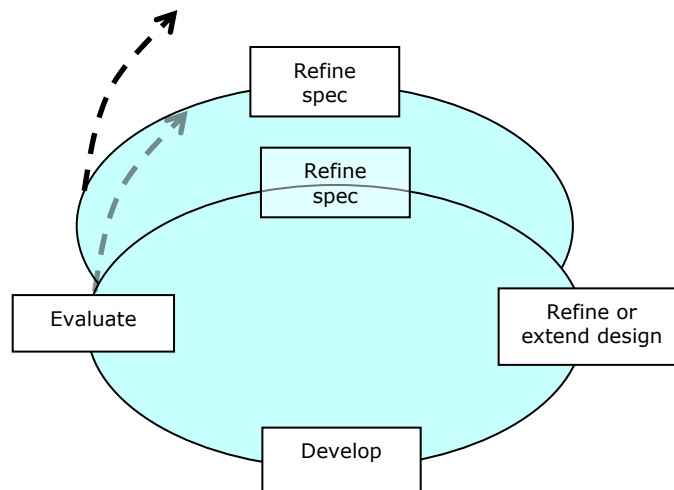 Refine
spec
Refine
spec
Evaluate
Refine or
extend design
Develop